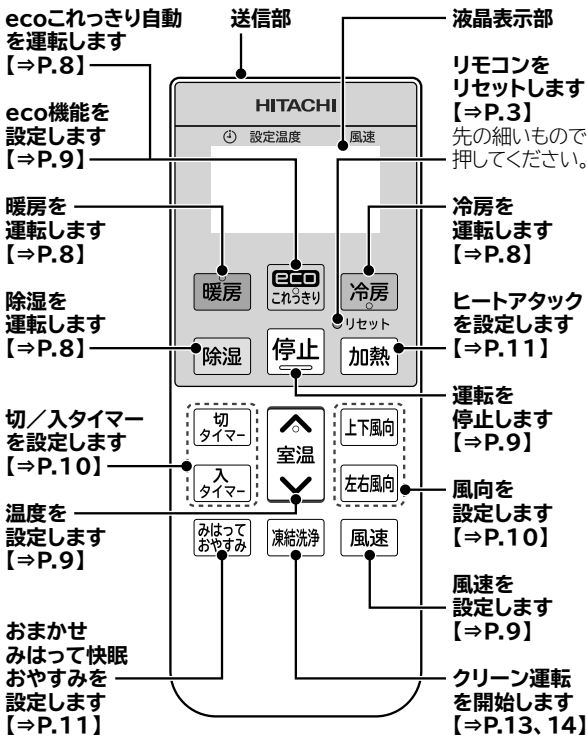 ecoこれっきり自動
を運転します
【⇒P.8】
eco機能を
設定します
【⇒P.9】
暖房を
運転します
【⇒P.8】
除湿を
運転します
【⇒P.8】
切／入タイマー
を設定します
【⇒P.10】
温度を
設定します
【⇒P.9】
おまかせ
みはって快眠
おやすみを
設定します
【⇒P.11】
送信部
HITACHI
設定温度 風速
暖房
eco
これっきり
冷房
リセット
除湿
停止
加熱
切
タイマー
室温
上下風向
入
タイマー
左右風向
みはって
おやすみ
凍結洗浄
風速
液晶表示部
リモコンを
リセットします
【⇒P.3】
先の細いもので
押してください。
冷房を
運転します
【⇒P.8】
ヒートアタック
を設定します
【⇒P.11】
運転を
停止します
【⇒P.9】
風向を
設定します
【⇒P.10】
風速を
設定します
【⇒P.9】
クリーン運転
を開始します
【⇒P.13、14】